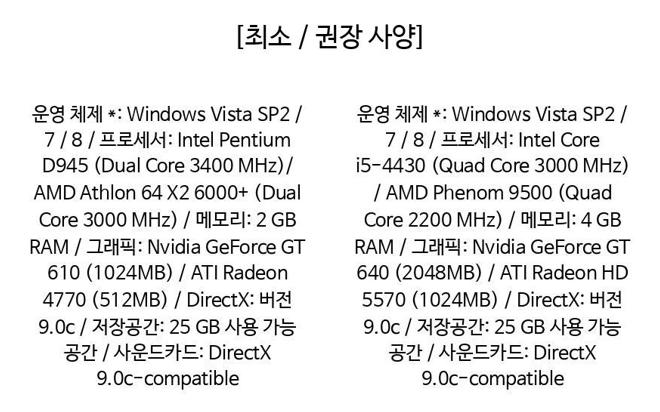 [최소 / 권장 사양]
운영 체제 *: Windows Vista SP2 /
7 / 8 / 프로세서: Intel Pentium
D945 (Dual Core 3400 MHz)/
AMD Athlon 64 X2 6000+ (Dual
Core 3000 MHz) / 메모리: 2 GB
RAM / 그래픽: Nvidia GeForce GT
610 (1024MB) / ATI Radeon
4770 (512MB) / DirectX: 버전
9.0c / 저장공간: 25 GB 사용 가능
공간 / 사운드카드: DirectX
9.0c-compatible
운영 체제 *: Windows Vista SP2 /
7 / 8 / 프로세서: Intel Core
i5-4430 (Quad Core 3000 MHz)
/ AMD Phenom 9500 (Quad
Core 2200 MHz) / 메모리: 4 GB
RAM / 그래픽: Nvidia GeForce GT
640 (2048MB) / ATI Radeon HD
5570 (1024MB) / DirectX: 버전
9.0c / 저장공간: 25 GB 사용 가능
공간 / 사운드카드: DirectX
9.0c-compatible